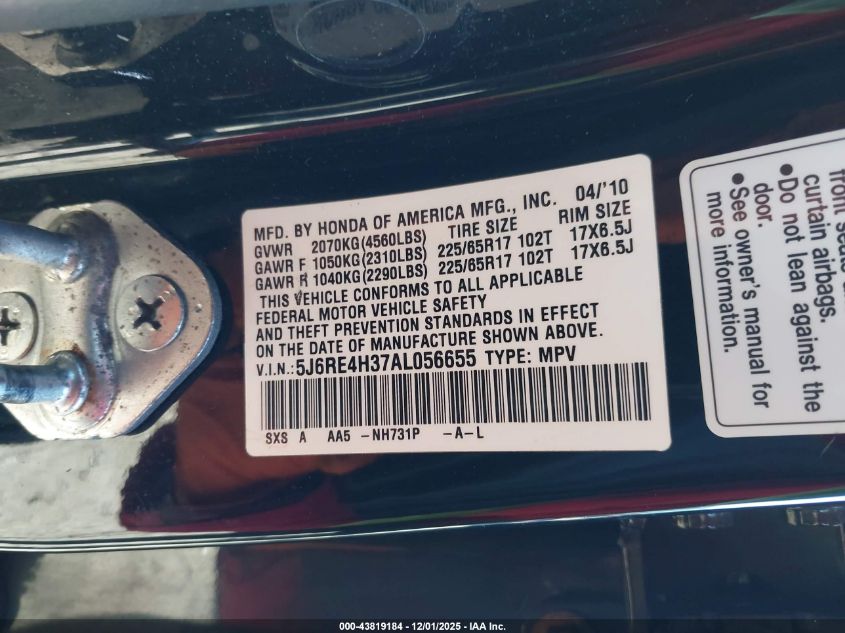 MFD. BY HONDA OF AMERICA MFG., INC. 04/'10
GVWR 2070KG(4560LBS) TIRE SIZE RIM SIZE
GAWR F 1050KG(2310LBS) 225/65R17 102T 17X6.5J
GAWR R 1040KG(2290LBS) 225/65R17 102T 17X6.5J
THIS VEHICLE CONFORMS TO ALL APPLICABLE
FEDERAL MOTOR VEHICLE SAFETY
AND THEFT PREVENTION STANDARDS IN EFFECT
ON THE DATE OF MANUFACTURE SHOWN ABOVE.
V.I.N.:5J6RE4H37AL056655 TYPE: MPV
SXS A AA5 -NH731P -A-L
front seat
curtain airbags.
●Do not lean against the
door.
●See owner's manual for
more information.
000-43819184 - 12/01/2025 - IAA Inc.